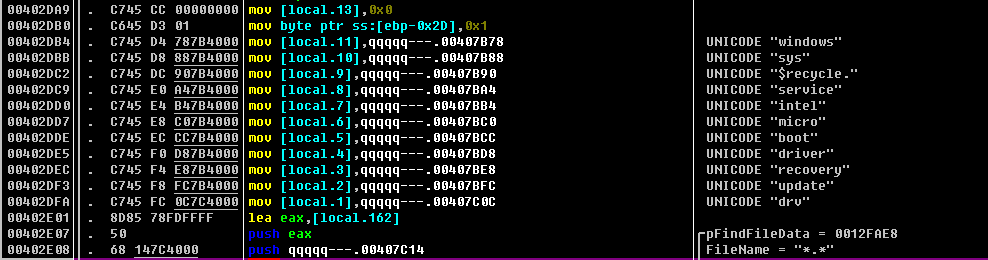 00402DA9 . C745 CC 00000000 mov [local.13],0x0
00402DB0 . C645 D3 01 mov byte ptr ss:[ebp-0x2D],0x1
00402DB4 . C745 D4 787B4000 mov [local.11],qqqqq---.00407B78 UNICODE "windows"
00402DBB . C745 D8 887B4000 mov [local.10],qqqqq---.00407B88 UNICODE "sys"
00402DC2 . C745 DC 907B4000 mov [local.9],qqqqq---.00407B90 UNICODE "$recycle."
00402DC9 . C745 E0 A47B4000 mov [local.8],qqqqq---.00407BA4 UNICODE "service"
00402DD0 . C745 E4 B47B4000 mov [local.7],qqqqq---.00407BB4 UNICODE "intel"
00402DD7 . C745 E8 C07B4000 mov [local.6],qqqqq---.00407BC0 UNICODE "micro"
00402DDE . C745 EC CC7B4000 mov [local.5],qqqqq---.00407BCC UNICODE "boot"
00402DE5 . C745 F0 D87B4000 mov [local.4],qqqqq---.00407BD8 UNICODE "driver"
00402DEC . C745 F4 E87B4000 mov [local.3],qqqqq---.00407BE8 UNICODE "recovery"
00402DF3 . C745 F8 FC7B4000 mov [local.2],qqqqq---.00407BFC UNICODE "update"
00402DFA . C745 FC 0C7C4000 mov [local.1],qqqqq---.00407C0C UNICODE "drv"
00402E01 . 8D85 78FDFFFF lea eax,[local.162]
00402E07 . 50 push eax pFindFileData = 0012FAE8
00402E08 . 68 147C4000 push qqqqq---.00407C14 FileName = "*.*"